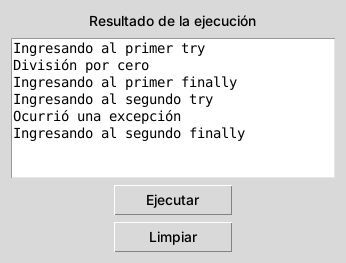 Resultado de la ejecución
Ingresando al primer try
División por cero
Ingresando al primer finally
Ingresando al segundo try
Ocurrió una excepción
Ingresando al segundo finally
Ejecutar
Limpiar